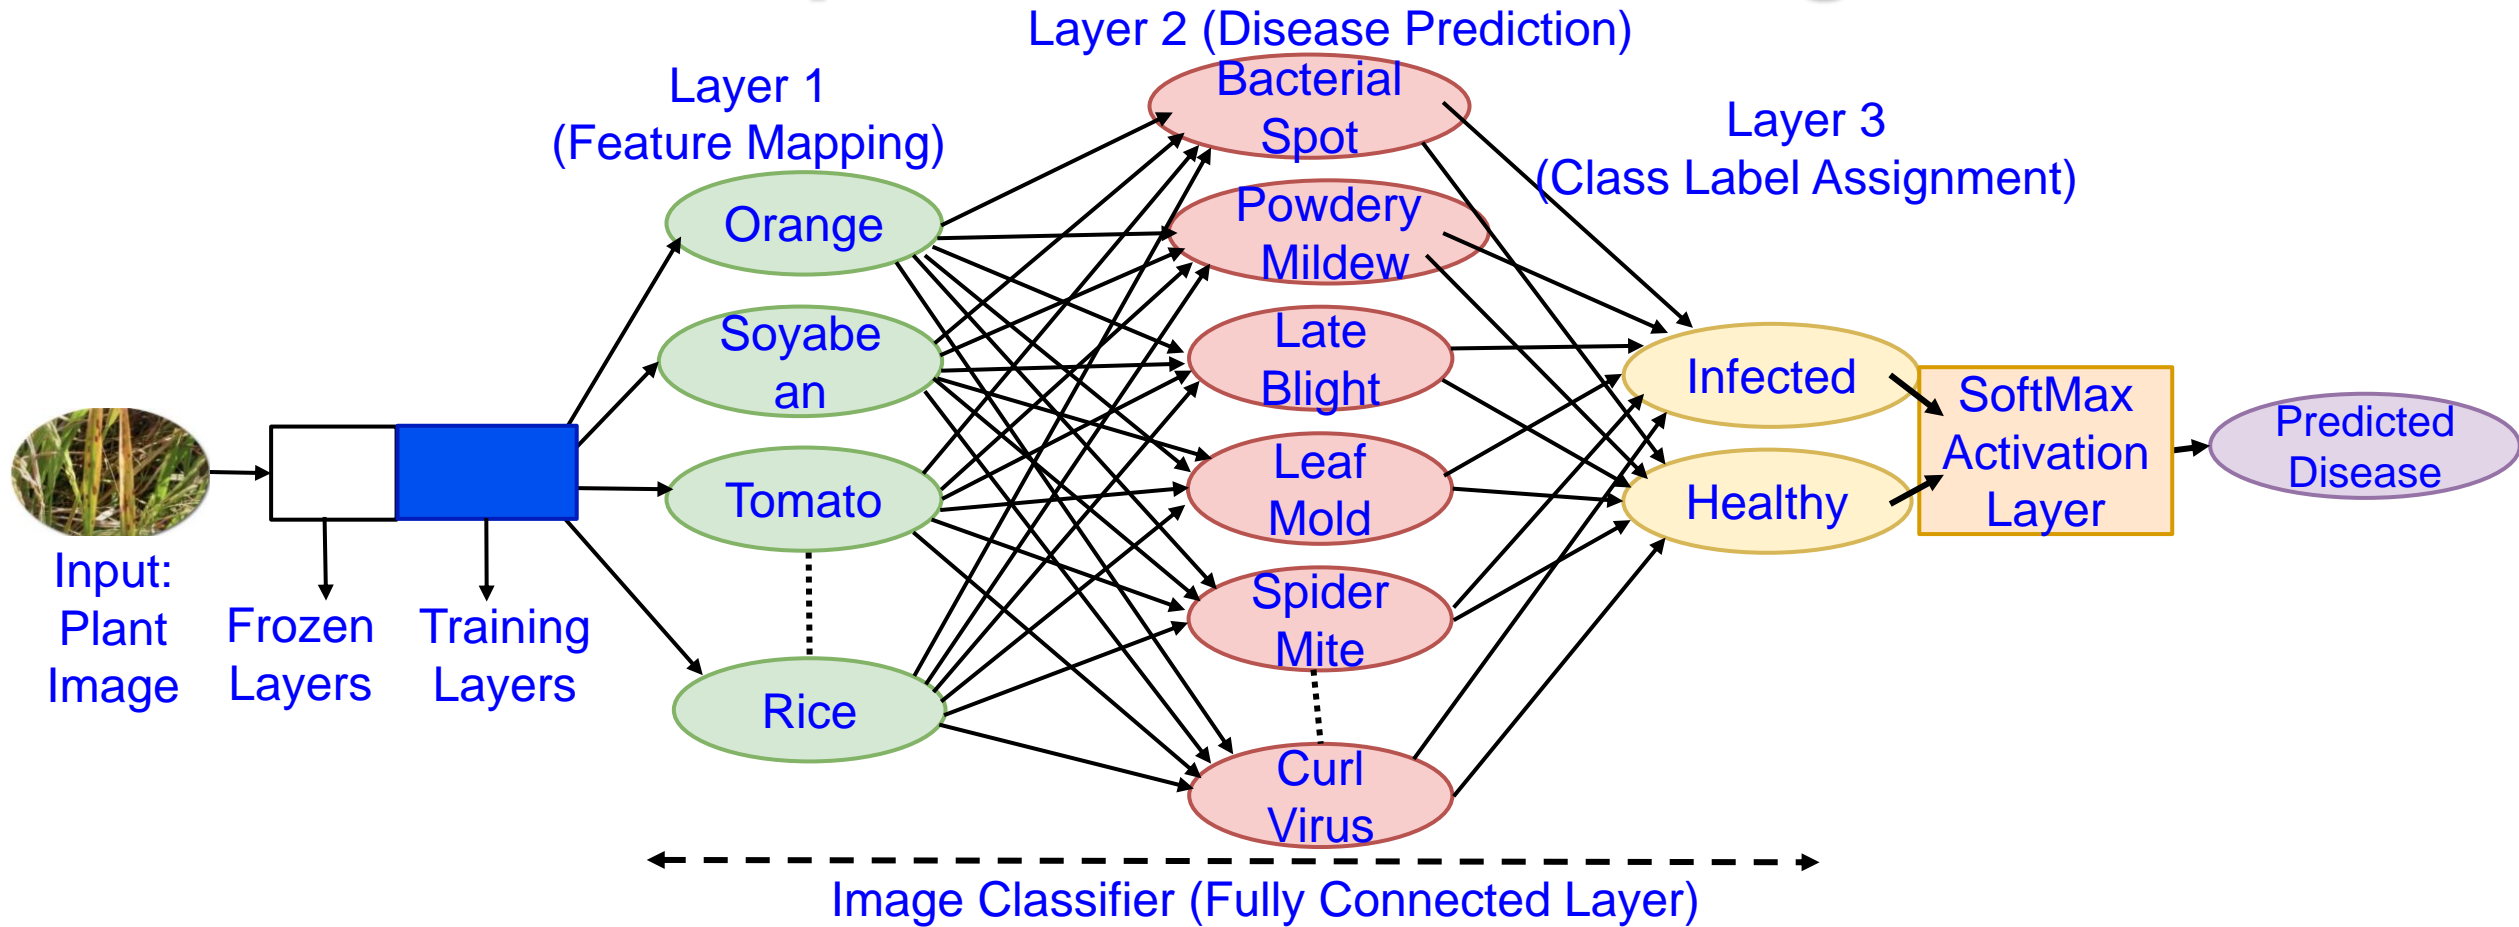 Layer 2 (Disease Prediction)
Layer 1
(Feature Mapping)
Layer 3
(Class Label Assignment)
Input:
Plant
Image
Frozen
Layers
Training
Layers
Orange
Soyabe
an
Tomato
Rice
Bacterial
Spot
Powdery
Mildew
Late
Blight
Leaf
Mold
Spider
Mite
Curl
Virus
Infected
Healthy
SoftMax
Activation
Layer
Predicted
Disease
Image Classifier (Fully Connected Layer)